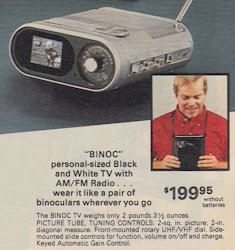 "BINOC"
personal-sized Black
and White TV with
AM/FM Radio . . .
wear it like a pair of
binoculars wherever you go
$199⁹⁵
without
batteries
The BINOC TV weighs only 2 pounds 3½ ounces.
PICTURE TUBE, TUNING CONTROLS: 2-sq. in. picture; 2-in.
diagonal measure. Front-mounted rotary UHF/VHF dial. Side-
mounted slide controls for function, volume on/off and charge.
Keyed Automatic Gain Control.